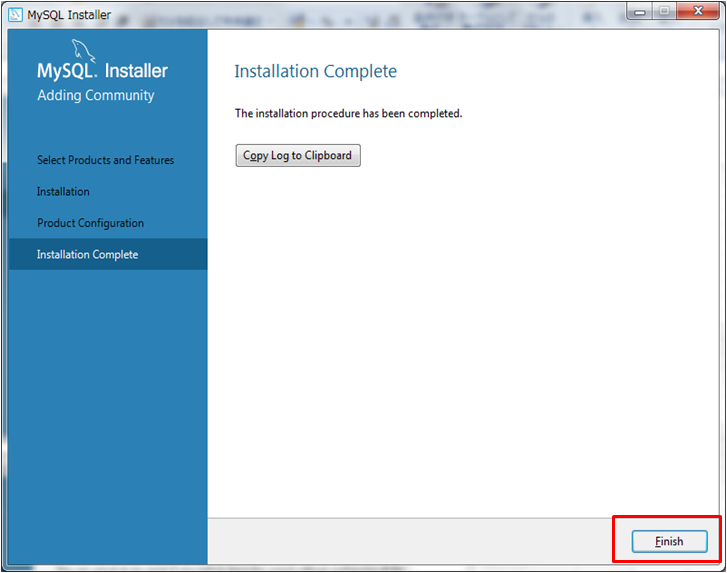 MySQL Installer
MySQL. Installer
Adding Community
Select Products and Features
Installation
Product Configuration
Installation Complete
Installation Complete
The installation procedure has been completed.
Copy Log to Clipboard
Finish